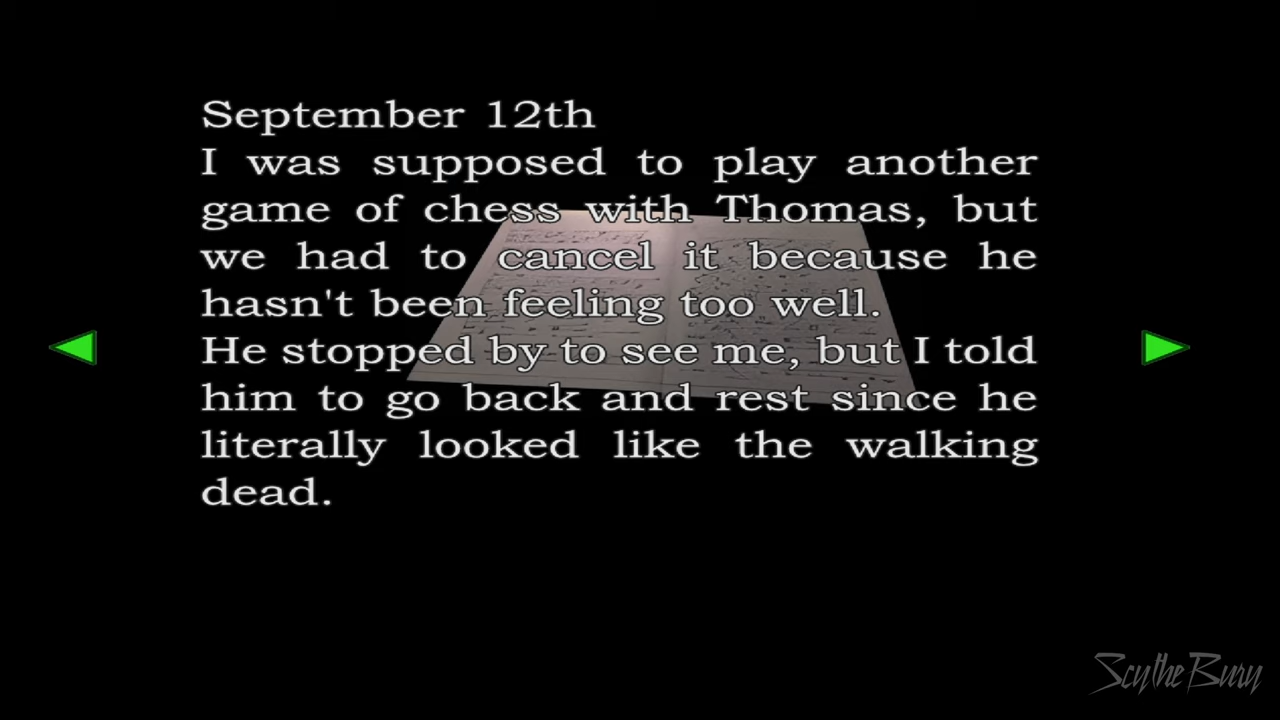 September 12th
I was supposed to play another
game of chess with Thomas, but
we had to cancel it because he
hasn't been feeling too well.
He stopped by to see me, but I told
him to go back and rest since he
literally looked like the walking
dead.
ScytheBury